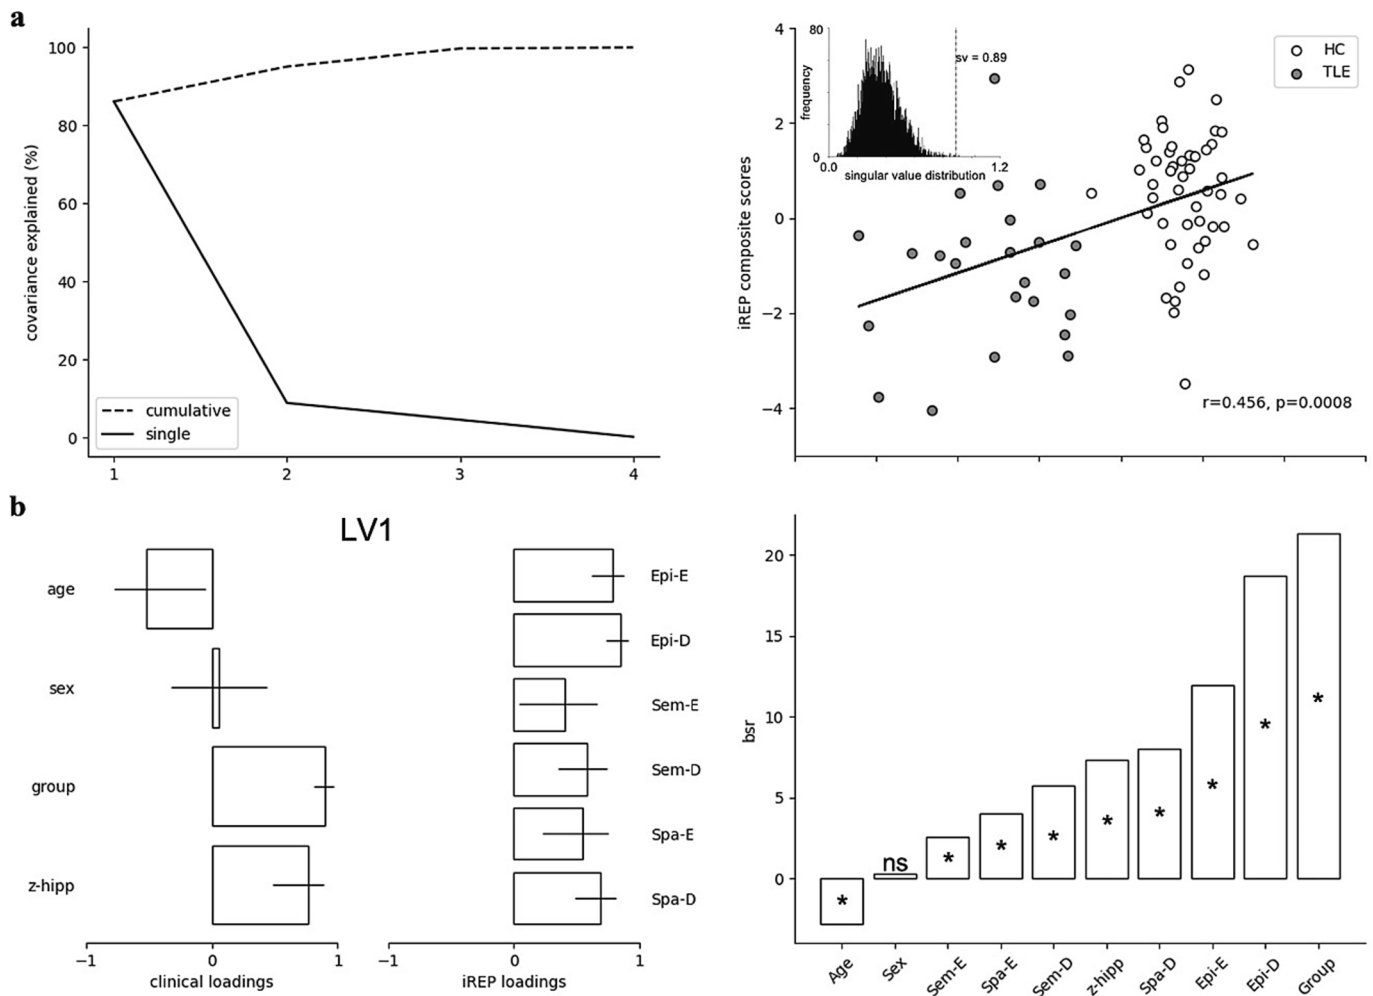 a
100
80
60
40
20
0
covariance explained (%)
cumulative
single
1 2 3 4
4
2
0
−2
−4
iREP composite scores
80
0
frequency
sv = 0.89
0.0 1.2
singular value distribution
HC
TLE
r=0.456, p=0.0008
b
LV1
age
sex
group
z-hipp
−1 0 1
clinical loadings
Epi-E
Epi-D
Sem-E
Sem-D
Spa-E
Spa-D
−1 0 1
iREP loadings
20
15
10
5
0
bsr
* ns * * * * * * * *
Age Sex Sem-E Spa-E Sem-D z-hipp Spa-D Epi-E Epi-D Group